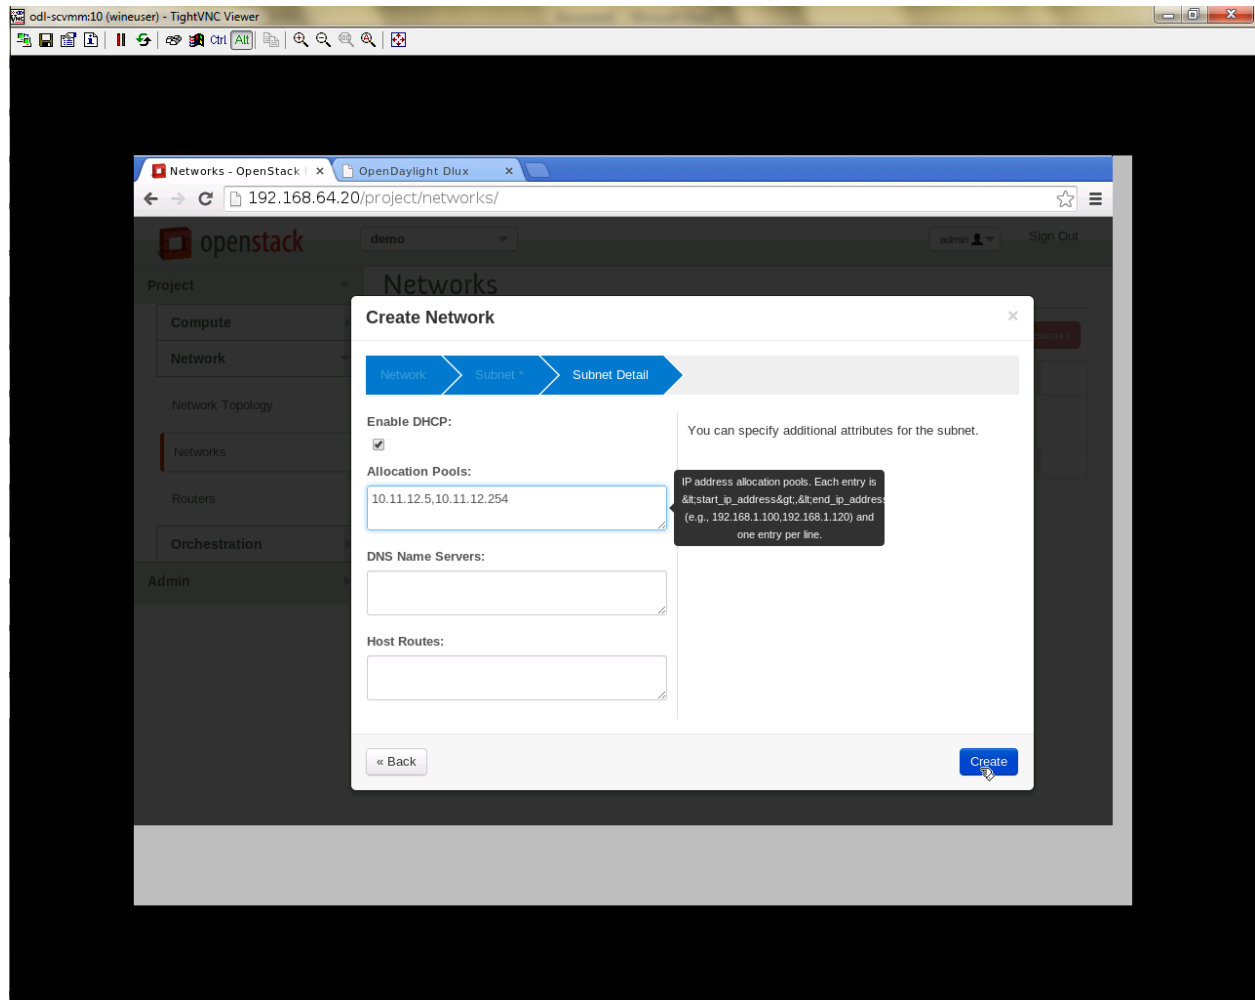 odl-scvmm:10 (wineuser) - TightVNC Viewer
Ctrl Alt
Networks - OpenStack
OpenDaylight Dlux
192.168.64.20/project/networks/
openstack
demo
admin
Sign Out
Project
Networks
Compute
Network
Network Topology
Networks
Routers
Orchestration
Admin
Create Network
×
Network
Subnet *
Subnet Detail
Enable DHCP:
You can specify additional attributes for the subnet.
Allocation Pools:
10.11.12.5,10.11.12.254
IP address allocation pools. Each entry is
&lt;start_ip_address&gt;,&lt;end_ip_address
(e.g., 192.168.1.100,192.168.1.120) and
one entry per line.
DNS Name Servers:
Host Routes:
« Back
Create